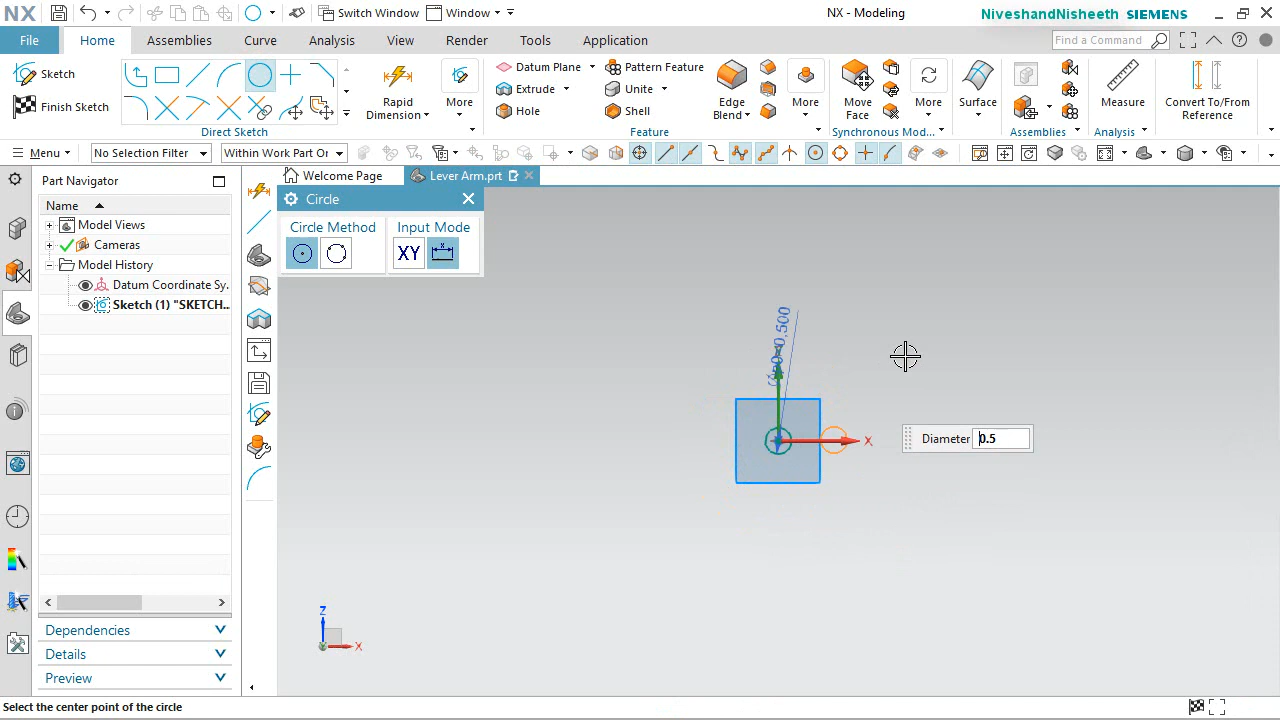 NX
Switch Window
Window
NX - Modeling
NiveshandNisheeth SIEMENS
File
Home
Assemblies
Curve
Analysis
View
Render
Tools
Application
Find a Command
Sketch
Finish Sketch
Direct Sketch
Rapid
Dimension
More
Datum Plane
Extrude
Hole
Pattern Feature
Unite
Shell
Edge
Blend
More
Feature
Move
Face
More
Synchronous Mod...
Surface
Assemblies
Measure
Analysis
Convert To/From
Reference
Menu
No Selection Filter
Within Work Part Or
Part Navigator
Name
Model Views
Cameras
Model History
Datum Coordinate Sy.
Sketch (1) "SKETCH...
Dependencies
Details
Preview
Welcome Page
Lever Arm.prt
Circle
Circle Method
Input Mode
XY
X
Diameter
0.5
Z
X
Select the center point of the circle